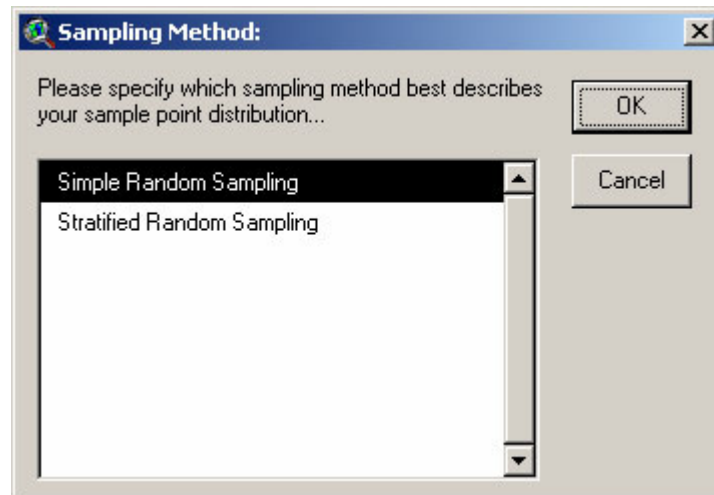 Sampling Method:
Please specify which sampling method best describes
your sample point distribution...
OK
Cancel
Simple Random Sampling
Stratified Random Sampling